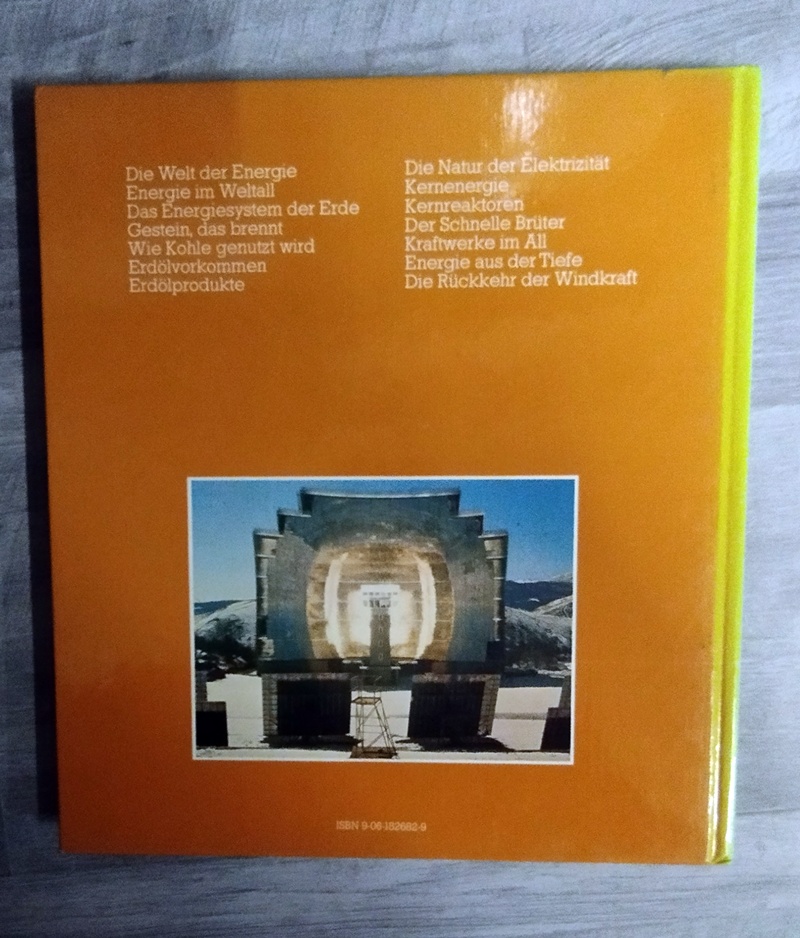 Die Welt der Energie
Energie im Weltall
Das Energiesystem der Erde
Gestein, das brennt
Wie Kohle genutzt wird
Erdölvorkommen
Erdölprodukte
Die Natur der Elektrizität
Kernenergie
Kernreaktoren
Der Schnelle Brüter
Kraftwerke im All
Energie aus der Tiefe
Die Rückkehr der Windkraft
ISBN 9-06-182682-9